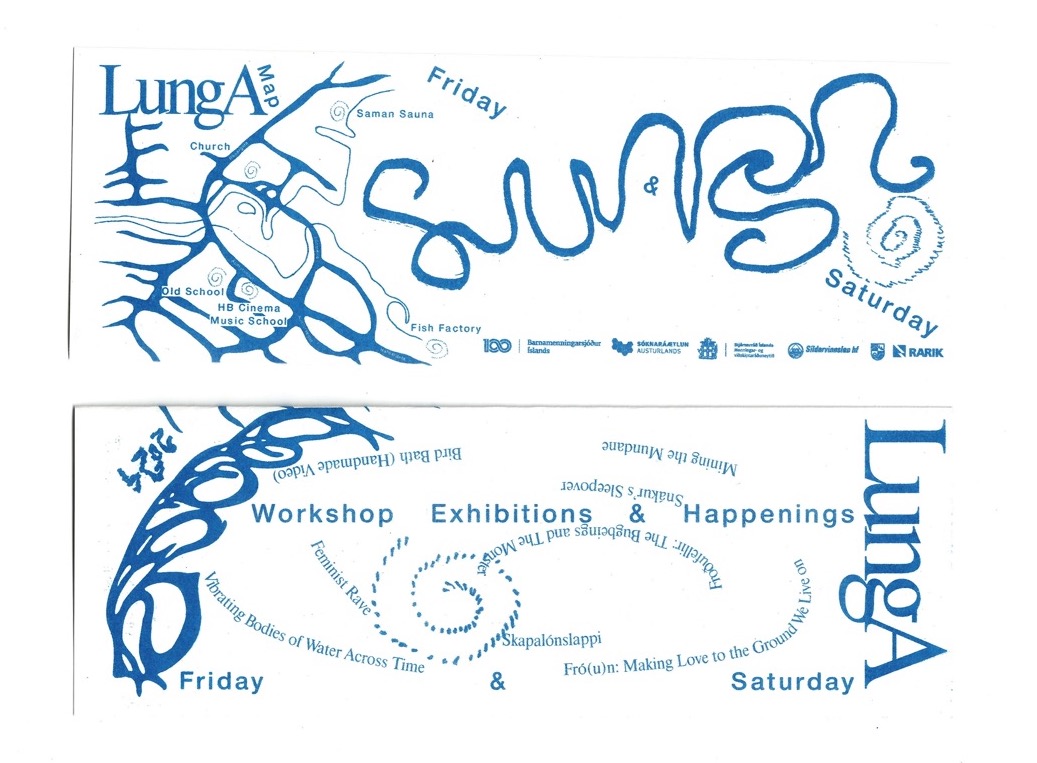 LungA
Map
Friday
Saman Sauna
Church
&
Old School
HB Cinema
Music School
Saturday
Fish Factory
100
Barnamenningarsjóður
Íslands
SÓKNARÁÆTLUN
AUSTURLANDS
Síldarvinnslan hf
RARIK
LungA
Bird Bath (Handmade Video)
Mining the Mundane
Snákur's Sleepover
Workshop Exhibitions & Happenings
Froðufellir: The Bugbeings and The Monster
Feminist Rave
Vibrating Bodies of Water Across Time
Skapalónslappi
Fró(u)n: Making Love to the Ground We Live on
Friday & Saturday